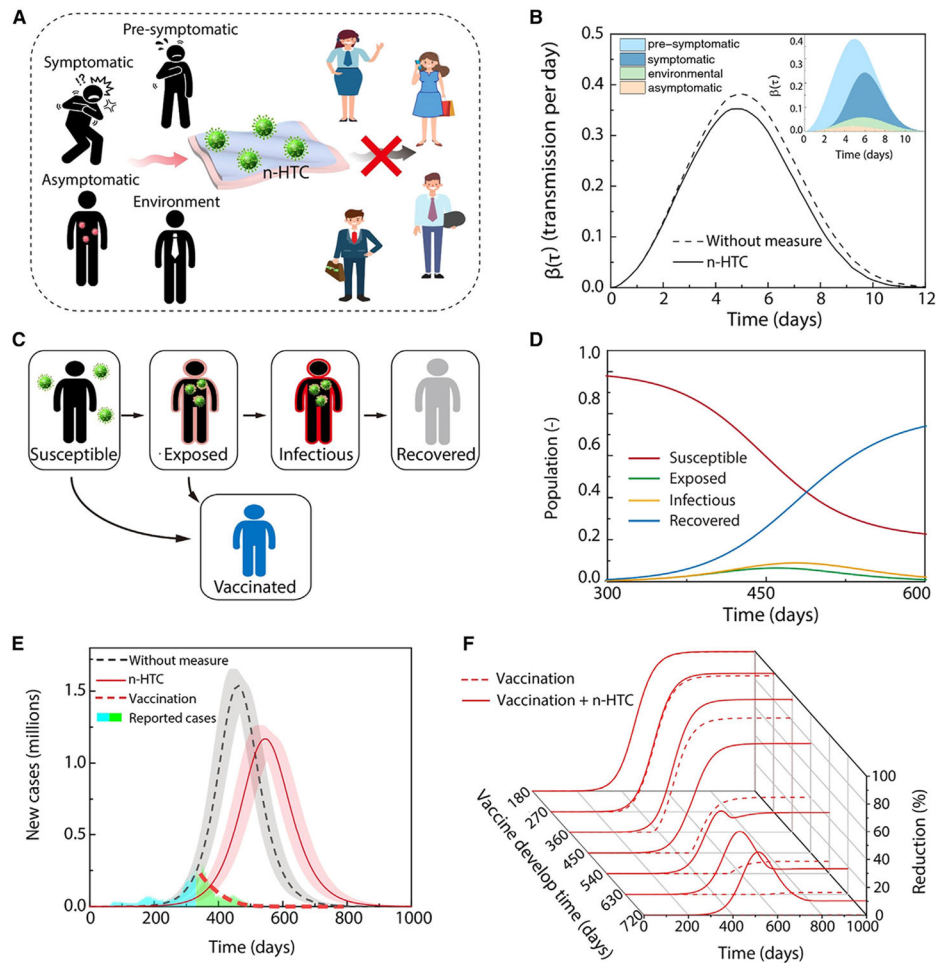 A
Pre-symptomatic
Symptomatic
!?
n-HTC
Asymptomatic
Environment
B
β(τ) (transmission per day)
0.5
0.4
0.3
0.2
0.1
0.0
0 2 4 6 8 10 12
Time (days)
Without measure
n-HTC
pre-symptomatic
symptomatic
environmental
asymptomatic
β(τ)
0.4
0.3
0.2
0.1
0.0
2 4 6 8 10 12
Time (days)
C
Susceptible
Exposed
Infectious
Recovered
Vaccinated
D
Population (-)
1.0
0.8
0.6
0.4
0.2
0.0
300 450 600
Time (days)
Susceptible
Exposed
Infectious
Recovered
E
New cases (millions)
1.5
1.0
0.5
0.0
0 200 400 600 800 1000
Time (days)
Without measure
n-HTC
Vaccination
Reported cases
F
Vaccination
Vaccination + n-HTC
Vaccine develop time (days)
180
270
360
450
540
630
720
0 200 400 600 800 1000
Time (days)
100
80
60
40
20
0
Reduction (%)